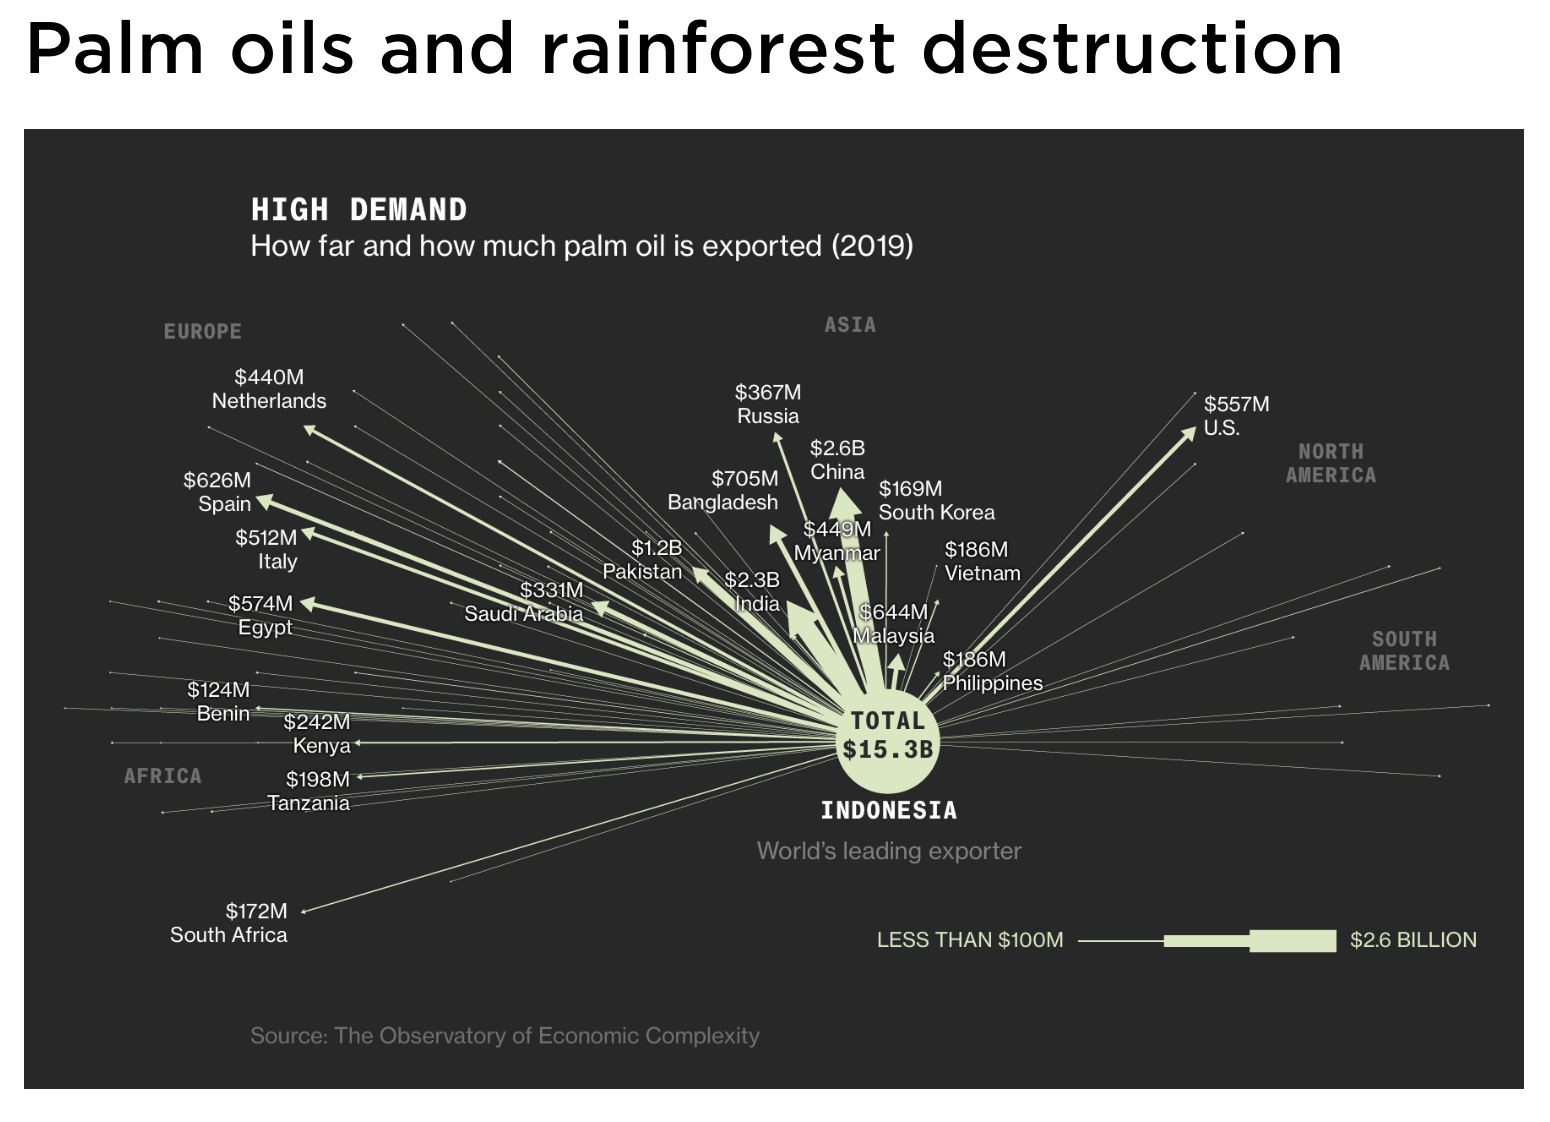 Palm oils and rainforest destruction
HIGH DEMAND
How far and how much palm oil is exported (2019)
EUROPE
ASIA
$440M
Netherlands
$367M
Russia
$557M
U.S.
NORTH
AMERICA
$2.6B
China
$626M
Spain
$705M
Bangladesh
$169M
South Korea
$512M
Italy
$449M
Myanmar
$1.2B
Pakistan
$186M
Vietnam
$2.3B
India
$331M
Saudi Arabia
$574M
Egypt
$644M
Malaysia
SOUTH
AMERICA
$186M
Philippines
$124M
Benin
$242M
Kenya
TOTAL
$15.3B
AFRICA
$198M
Tanzania
INDONESIA
World's leading exporter
$172M
South Africa
LESS THAN $100M
$2.6 BILLION
Source: The Observatory of Economic Complexity